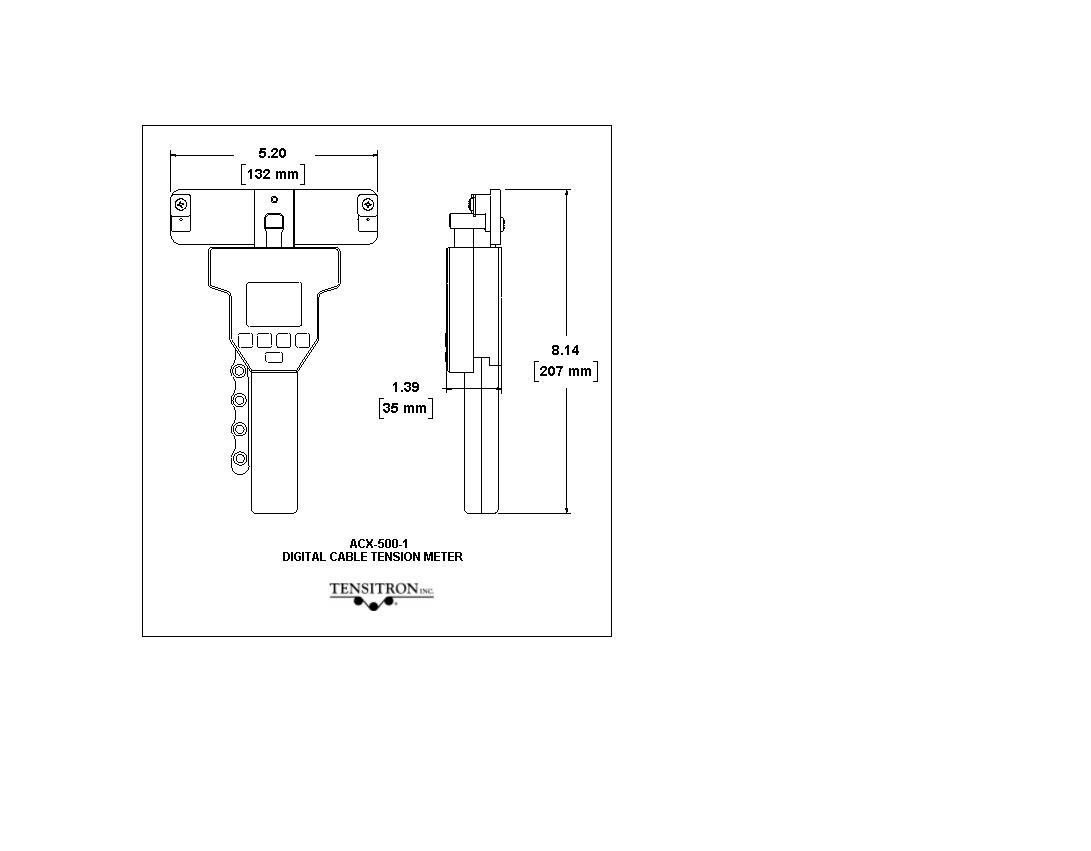 5.20
[132 mm]
8.14
[207 mm]
1.39
[35 mm]
ACX-500-1
DIGITAL CABLE TENSION METER
TENSITRON INC.